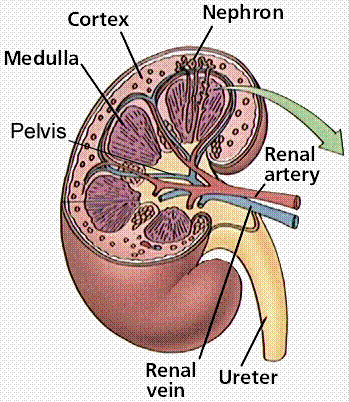 Nephron
Cortex
Medulla
Pelvis
Renal
artery
Renal
vein
Ureter